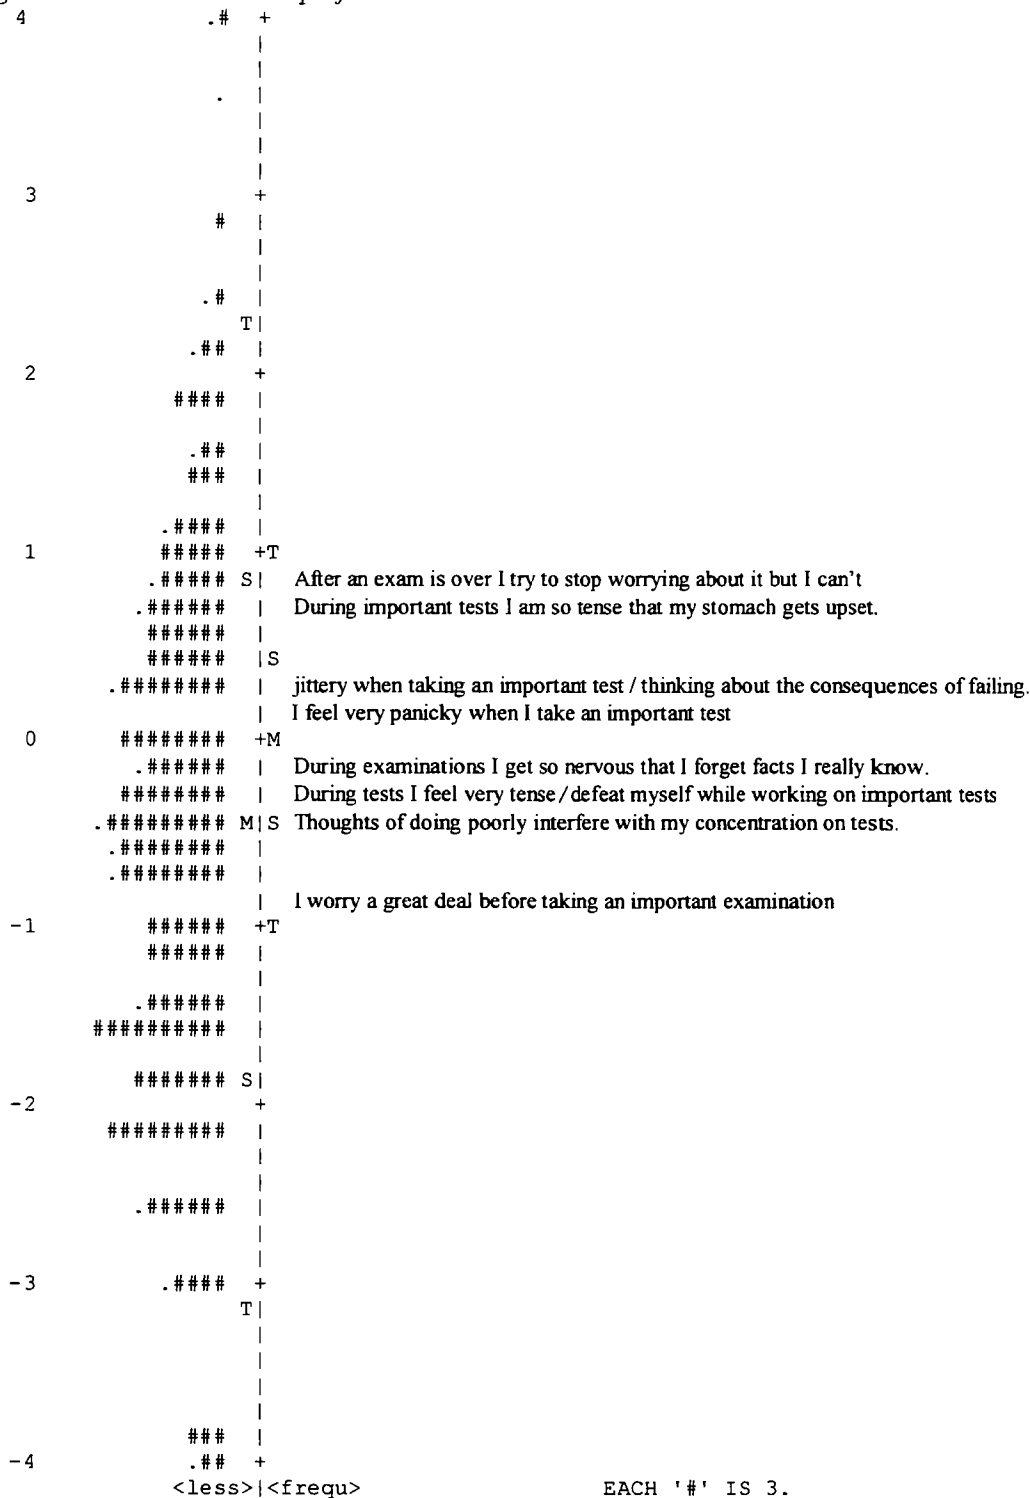 4 .# +
|
|
. |
|
|
|
3 +
# |
|
|
.# |
T|
.## |
2 +
#### |
|
.## |
### |
|
.#### |
1 ##### +T
.##### S| After an exam is over I try to stop worrying about it but I can't
.###### | During important tests I am so tense that my stomach gets upset.
###### |
###### |S
.######## | jittery when taking an important test / thinking about the consequences of failing.
| I feel very panicky when I take an important test
0 ######## +M
.###### | During examinations I get so nervous that I forget facts I really know.
######## | During tests I feel very tense/defeat myself while working on important tests
.######### M|S Thoughts of doing poorly interfere with my concentration on tests.
.######## |
.######## |
| I worry a great deal before taking an important examination
-1 ###### +T
###### |
|
.###### |
########## |
|
####### S|
-2 +
######### |
|
|
.###### |
|
|
-3 .#### +
T|
|
|
|
|
### |
-4 .## +
<less>|<frequ> EACH '#' IS 3.